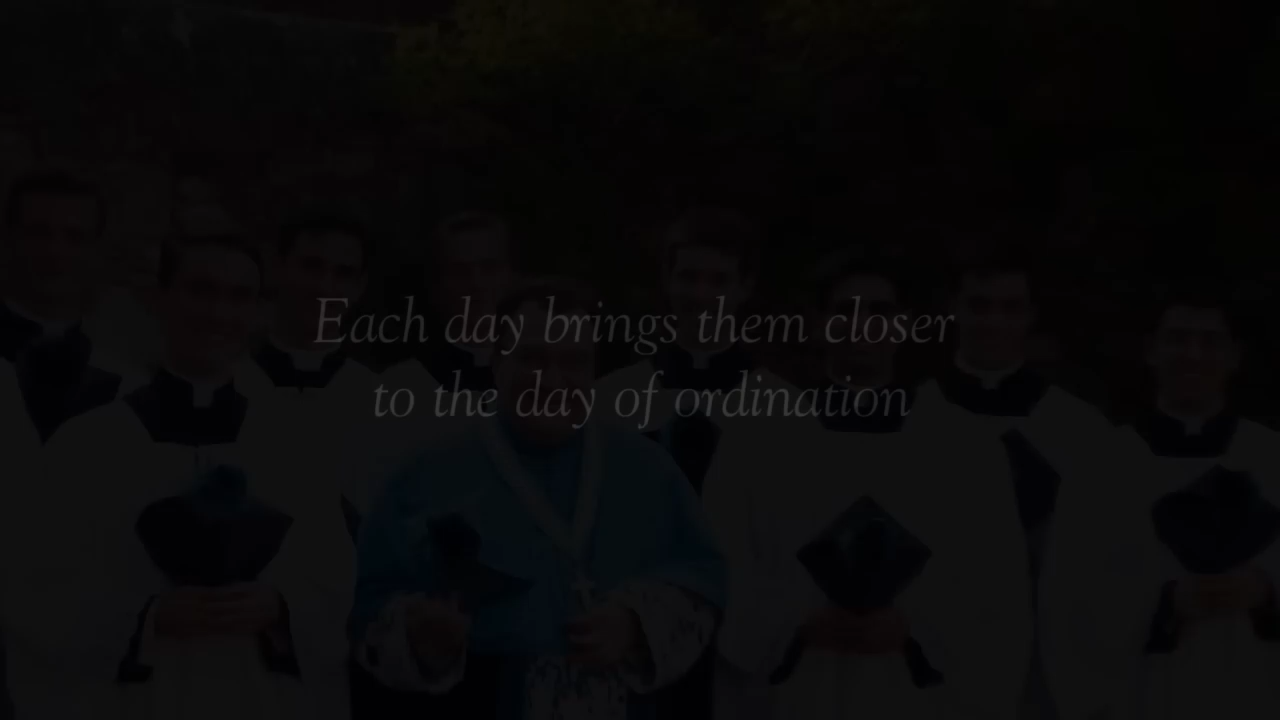 Each day brings them closer
to the day of ordination